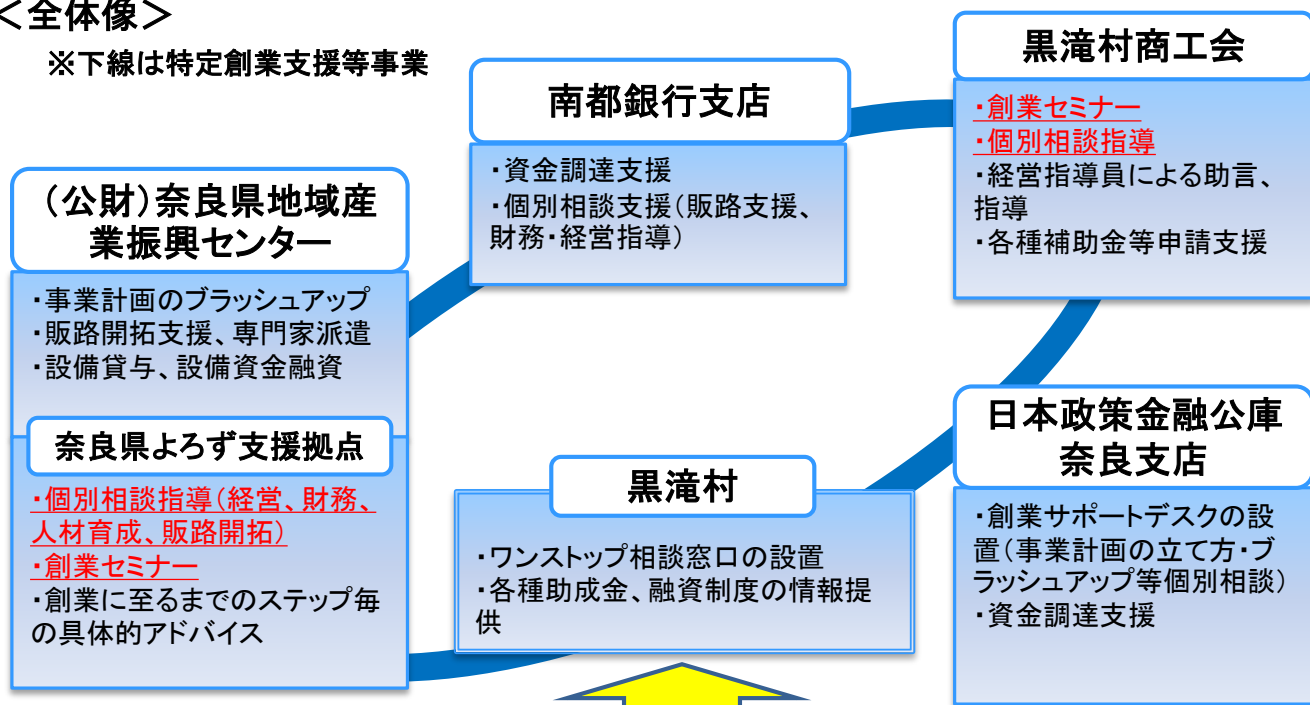 ＜全体像＞
※下線は特定創業支援等事業
(公財)奈良県地域産
業振興センター
・事業計画のブラッシュアップ
・販路開拓支援、専門家派遣
・設備貸与、設備資金融資
奈良県よろず支援拠点
・個別相談指導(経営、財務、
人材育成、販路開拓)
・創業セミナー
・創業に至るまでのステップ毎
の具体的アドバイス
南都銀行支店
・資金調達支援
・個別相談支援(販路支援、
財務・経営指導)
黒滝村
・ワンストップ相談窓口の設置
・各種助成金、融資制度の情報提
供
黒滝村商工会
・創業セミナー
・個別相談指導
・経営指導員による助言、
指導
・各種補助金等申請支援
日本政策金融公庫
奈良支店
・創業サポートデスクの設
置(事業計画の立て方・ブ
ラッシュアップ等個別相談)
・資金調達支援